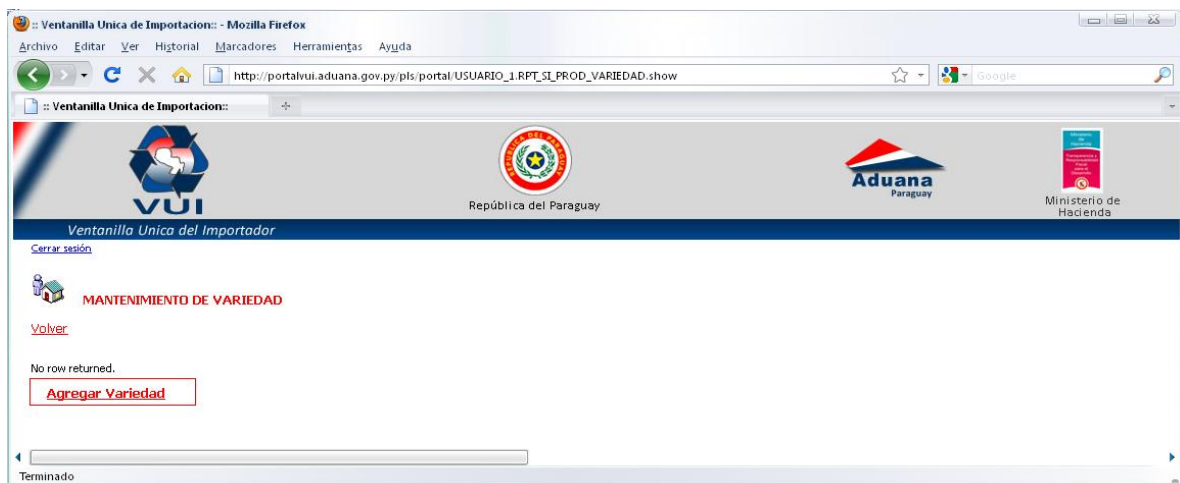 :: Ventanilla Unica de Importacion:: - Mozilla Firefox
Archivo Editar Ver Historial Marcadores Herramientas Ayuda
http://portalvui.aduana.gov.py/pls/portal/USUARIO_1.RPT_SI_PROD_VARIEDAD.show
Google
:: Ventanilla Unica de Importacion::
VUI
República del Paraguay
Aduana
Paraguay
Ministerio de
Hacienda
Ventanilla Unica del Importador
Cerrar sesión
MANTENIMIENTO DE VARIEDAD
Volver
No row returned.
Agregar Variedad
Terminado